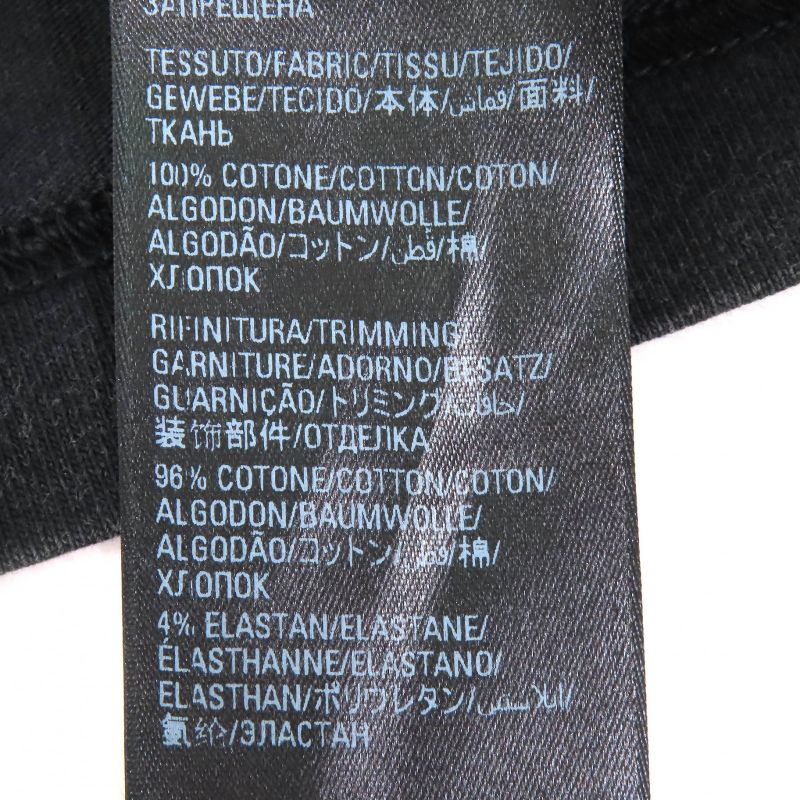 ЗАПРЕЩЕНА
TESSUTO/FABRIC/TISSU/TEJIDO/
GEWEBE/TECIDO/本体/قماش/面料/
ТКАНЬ
100% COTONE/COTTON/COTON/
ALGODON/BAUMWOLLE/
ALGODÃO/コットン/قطن/棉/
ХЛОПОК
RIFINITURA/TRIMMING
GARNITURE/ADORNO/BESATZ/
GUARNIÇÃO/トリミング/حافة/
装饰部件/ОТДЕЛКА
96% COTONE/COTTON/COTON/
ALGODON/BAUMWOLLE/
ALGODÃO/コットン/قطن/棉/
ХЛОПОК
4% ELASTAN/ELASTANE/
ÉLASTHANNE/ELASTANO/
ELASTHAN/ポリウレタン/ايلاستين/
氨纶/ЭЛАСТАН